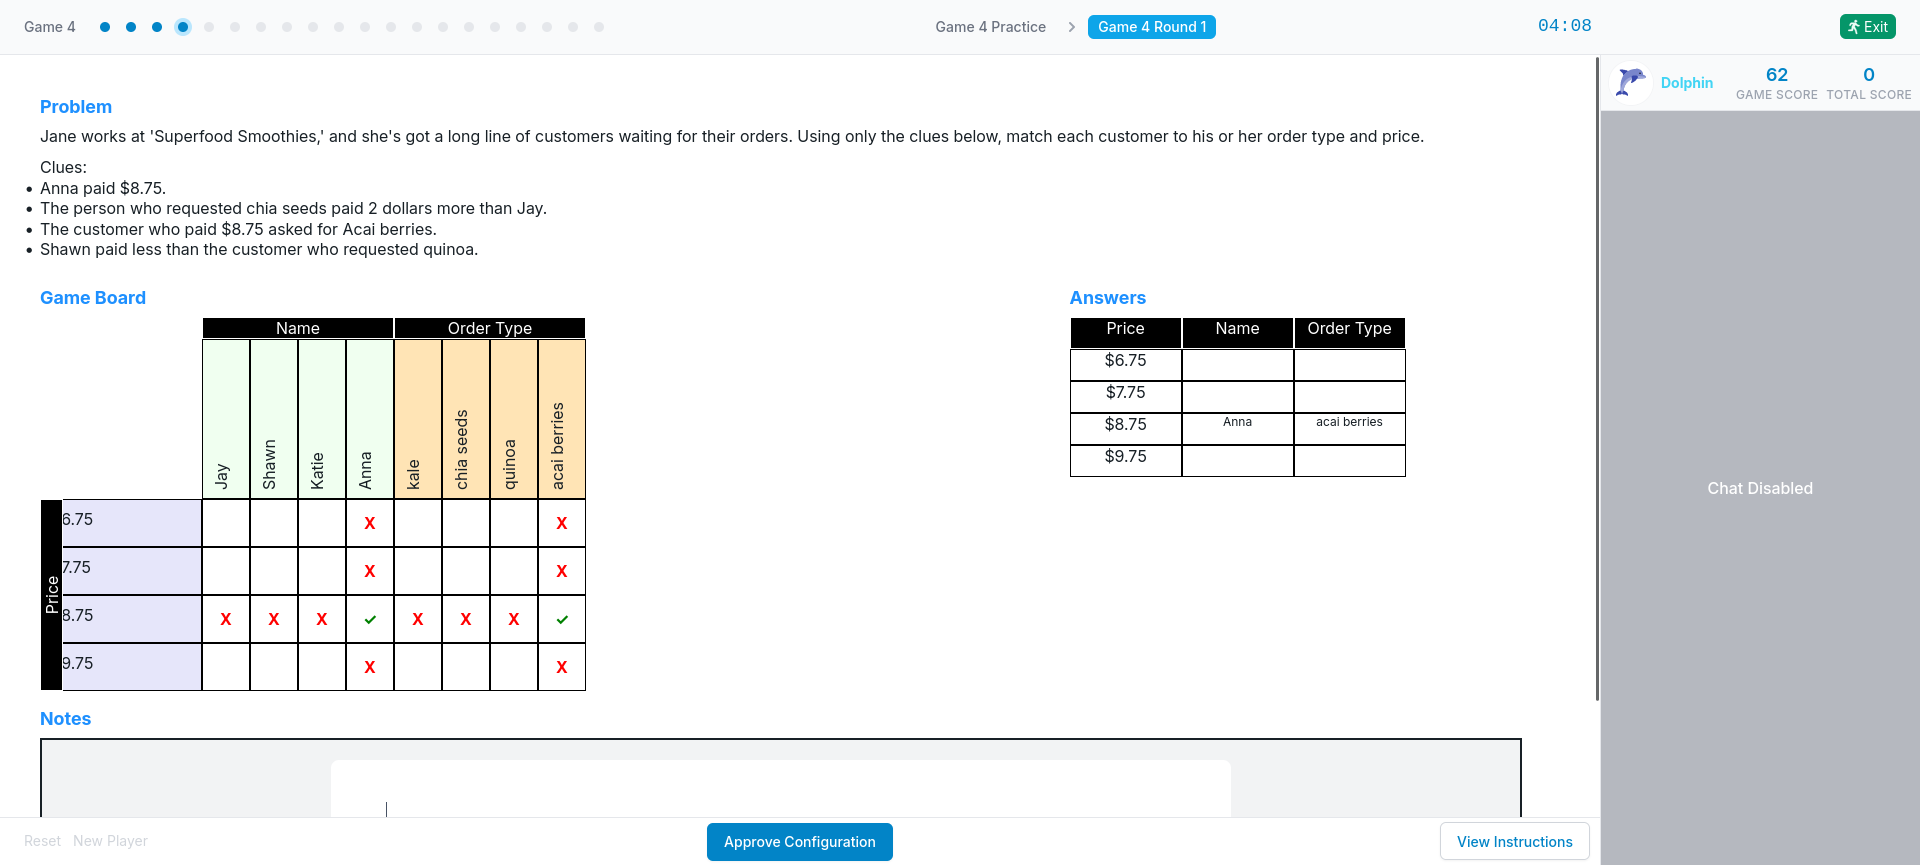 Game 4
Game 4 Practice
Game 4 Round 1
04:08
Exit
Dolphin
62
GAME SCORE
0
TOTAL SCORE
Problem
Jane works at 'Superfood Smoothies,' and she's got a long line of customers waiting for their orders. Using only the clues below, match each customer to his or her order type and price.
Clues:
• Anna paid $8.75.
• The person who requested chia seeds paid 2 dollars more than Jay.
• The customer who paid $8.75 asked for Acai berries.
• Shawn paid less than the customer who requested quinoa.
Game Board
Name Order Type
Jay Shawn Katie Anna kale chia seeds quinoa acai berries
Price
6.75 X X
7.75 X X
8.75 X X X ✓ X X X ✓
9.75 X X
Answers
Price Name Order Type
$6.75
$7.75
$8.75 Anna acai berries
$9.75
Chat Disabled
Notes
Reset New Player
Approve Configuration
View Instructions